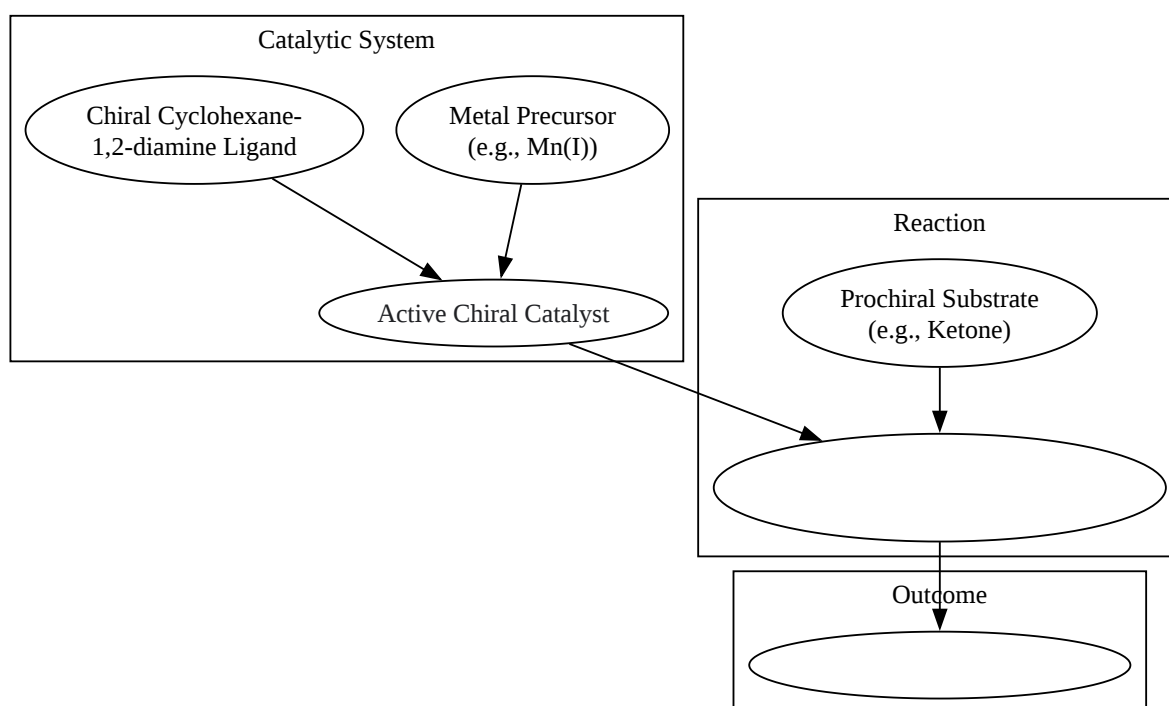 Catalytic System
Chiral Cyclohexane-
1,2-diamine Ligand
Metal Precursor
(e.g., Mn(I))
Active Chiral Catalyst
Reaction
Prochiral Substrate
(e.g., Ketone)
Outcome